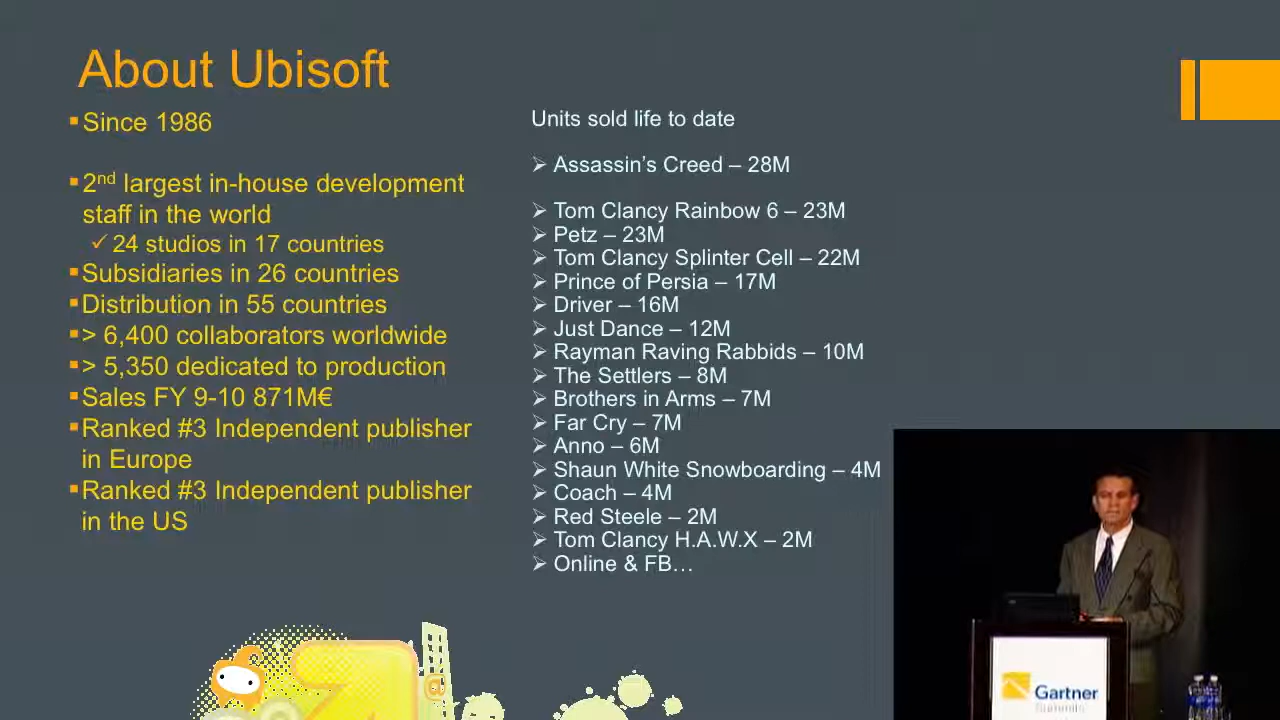 About Ubisoft
▪Since 1986
▪2nd largest in-house development
staff in the world
✓24 studios in 17 countries
▪Subsidiaries in 26 countries
▪Distribution in 55 countries
▪> 6,400 collaborators worldwide
▪> 5,350 dedicated to production
▪Sales FY 9-10 871M€
▪Ranked #3 Independent publisher
in Europe
▪Ranked #3 Independent publisher
in the US
Units sold life to date
➢ Assassin’s Creed – 28M
➢ Tom Clancy Rainbow 6 – 23M
➢ Petz – 23M
➢ Tom Clancy Splinter Cell – 22M
➢ Prince of Persia – 17M
➢ Driver – 16M
➢ Just Dance – 12M
➢ Rayman Raving Rabbids – 10M
➢ The Settlers – 8M
➢ Brothers in Arms – 7M
➢ Far Cry – 7M
➢ Anno – 6M
➢ Shaun White Snowboarding – 4M
➢ Coach – 4M
➢ Red Steele – 2M
➢ Tom Clancy H.A.W.X – 2M
➢ Online & FB…
@
Gartner
Summits